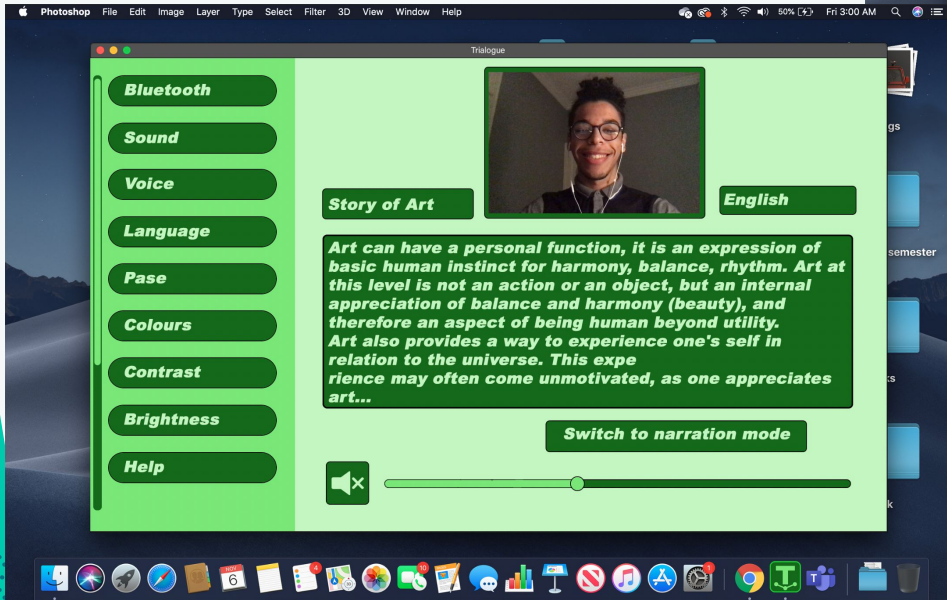 Photoshop File Edit Image Layer Type Select Filter 3D View Window Help 50% Fri 3:00 AM
Trialogue
Bluetooth
Sound
Voice
Language
Pase
Colours
Contrast
Brightness
Help
Story of Art
English
Art can have a personal function, it is an expression of
basic human instinct for harmony, balance, rhythm. Art at
this level is not an action or an object, but an internal
appreciation of balance and harmony (beauty), and
therefore an aspect of being human beyond utility.
Art also provides a way to experience one's self in
relation to the universe. This expe
rience may often come unmotivated, as one appreciates
art...
Switch to narration mode
gs
semester
ks
k
NOV
6
4
10
1
T